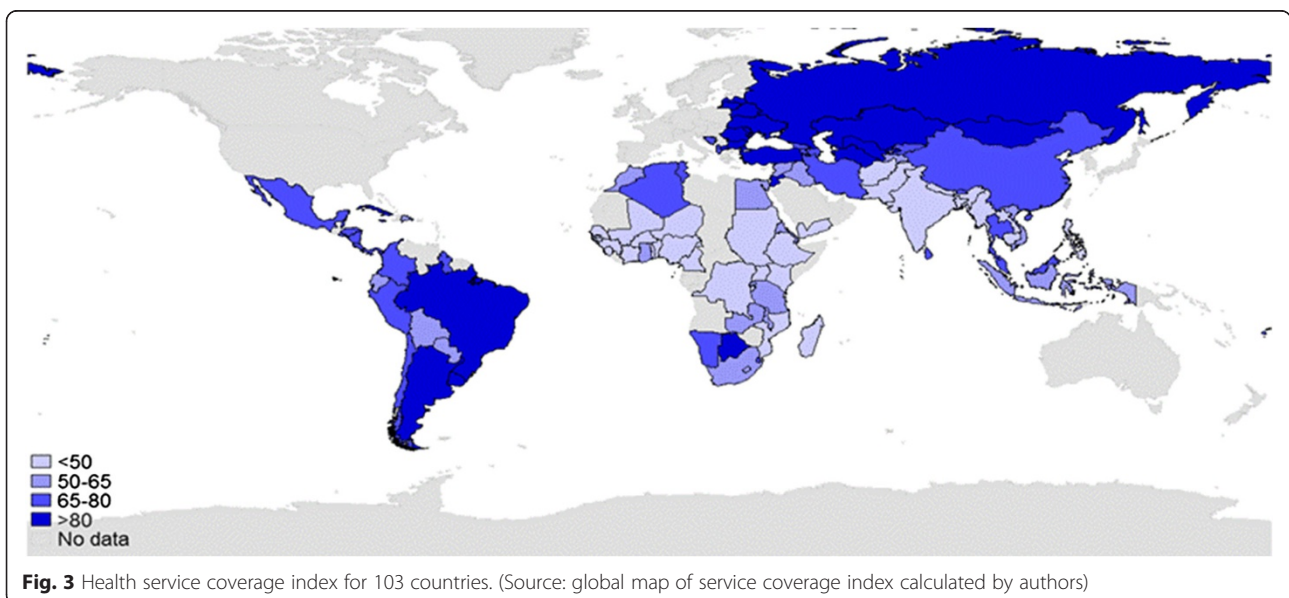 <50
50-65
65-80
>80
No data
Fig. 3 Health service coverage index for 103 countries. (Source: global map of service coverage index calculated by authors)